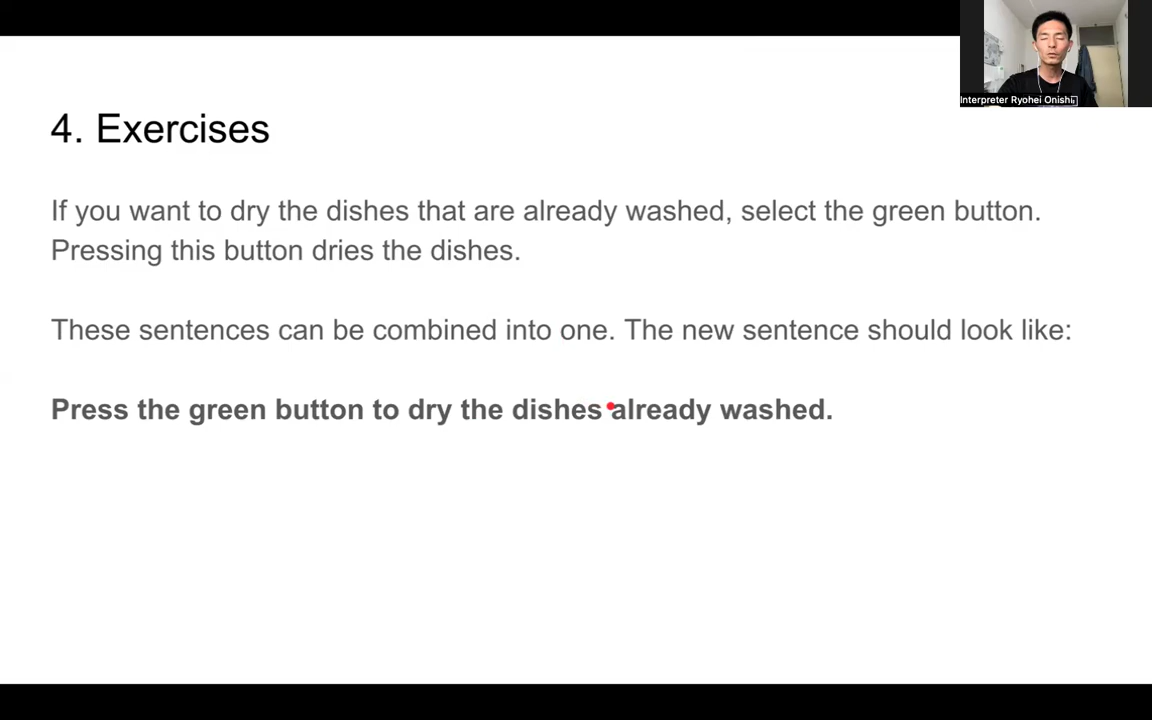 Interpreter Ryohei Onishi
4. Exercises
If you want to dry the dishes that are already washed, select the green button.
Pressing this button dries the dishes.
These sentences can be combined into one. The new sentence should look like:
Press the green button to dry the dishes already washed.